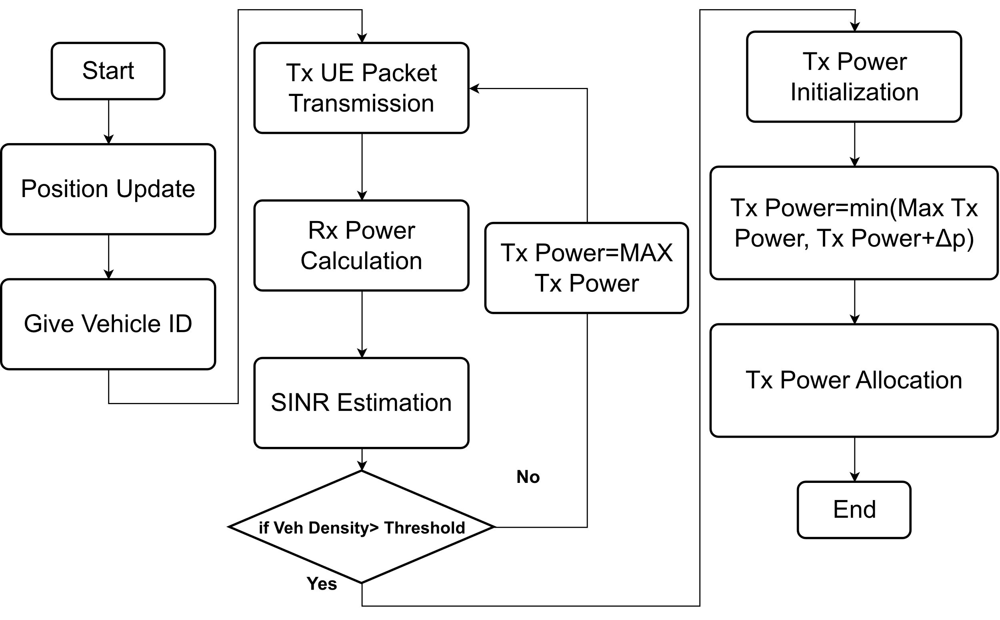 Start
Position Update
Give Vehicle ID
Tx UE Packet
Transmission
Rx Power
Calculation
SINR Estimation
if Veh Density> Threshold
No
Yes
Tx Power=MAX
Tx Power
Tx Power
Initialization
Tx Power=min(Max Tx
Power, Tx Power+Δp)
Tx Power Allocation
End